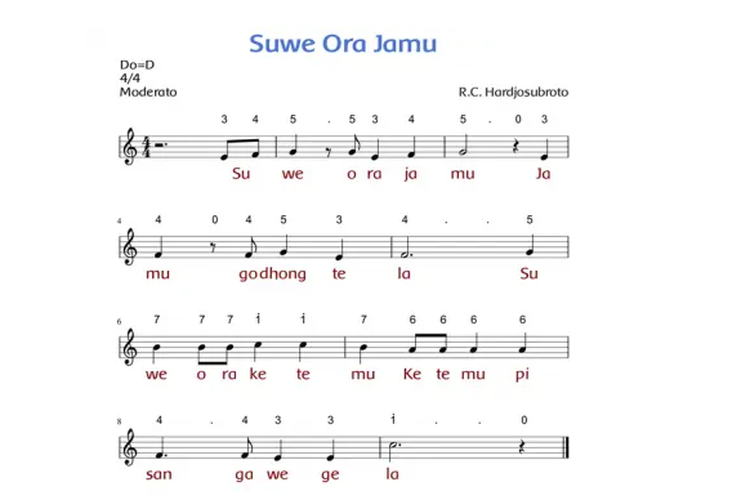 Suwe Ora Jamu
Do=D
4/4
Moderato
R.C. Hardjosubroto
3 4 5 . 5 3 4 5 . 0 3
Su we o ra ja mu Ja
4
4 0 4 5 3 4 . . 5
mu godhong te la Su
6
7 7 7 i i 7 6 6 6 6
we o ra ke te mu Ke te mu pi
8
4 . 4 3 3 i . . 0
san ga we ge la